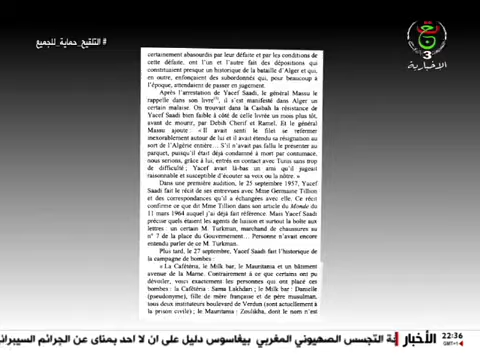 #التلقيح_حماية_للجميع
3
الإخبارية
certainement abasourdis par leur défaite et par les conditions de
cette défaite, ont l'un et l'autre fait des dépositions qui
constituaient presque un historique de la bataille d'Alger et qui,
en outre, enfonçaient des subordonnés qui, pour beaucoup à
l'époque, attendaient de passer en jugement.
Après l'arrestation de Yacef Saadi, le général Massu le
rappelle dans son livre, il s'est manifesté dans Alger un
certain malaise. On trouvait dans la Casbah la résistance de
Yacef Saadi bien faible à côté de celle livrée un mois plus tôt,
avant de mourir, par Debih Cherif et Ramel. Et le général
Massu ajoute : « Il avait senti le filet se refermer
inexorablement autour de lui et il avait étendu sa résignation au
sort de l'Algérie entière... S'il n'avait pas fallu le présenter au
parquet, puisqu'il était déjà condamné à mort par contumace,
nous serions, grâce à lui, entrés en contact avec Tunis sans trop
de difficulté ; Yacef avait là-bas un ami qu'il jugeait
raisonnable et susceptible d'écouter sa voix ou la nôtre. »
Dans une première audition, le 25 septembre 1957, Yacef
Saadi fait le récit de ses entrevues avec Mme Germaine Tillion
et des correspondances qu'il a échangées avec elle. Ce récit
confirme ce que dit Mme Tillion dans son article du Monde du
11 mars 1964 auquel j'ai déjà fait référence. Mais Yacef Saadi
précise quels étaient les agents de liaison et surtout la boîte aux
lettres : un certain M. Turkman, marchand de chaussures au
n° 7 de la place du Gouvernement... Personne n'avait encore
entendu parler de ce M. Turkman.
Plus tard, le 27 septembre, Yacef Saadi fait l'historique de
la campagne de bombes :
« La Caféteria, le Milk bar, le Mauritania et un bâtiment
avenue de la Marne. Contrairement à ce que certains ont pu
dévoiler, voici exactement les personnes qui ont placé ces
bombes : la Caféteria : Sama Lakhdari ; le Milk bar : Danielle
(pseudonyme), fille de mère française et de père musulman,
tous deux instituteurs boulevard de Verdun (sont actuellement à
la prison civile) ; le Mauritania : Zoulikha, dont le nom n'est
22:36
GMT+1
الأخبار
ة التجسس الصهيوني المغربي بيغاسوس دليل على ان لا احد بمنأى عن الجرائم السيبراني